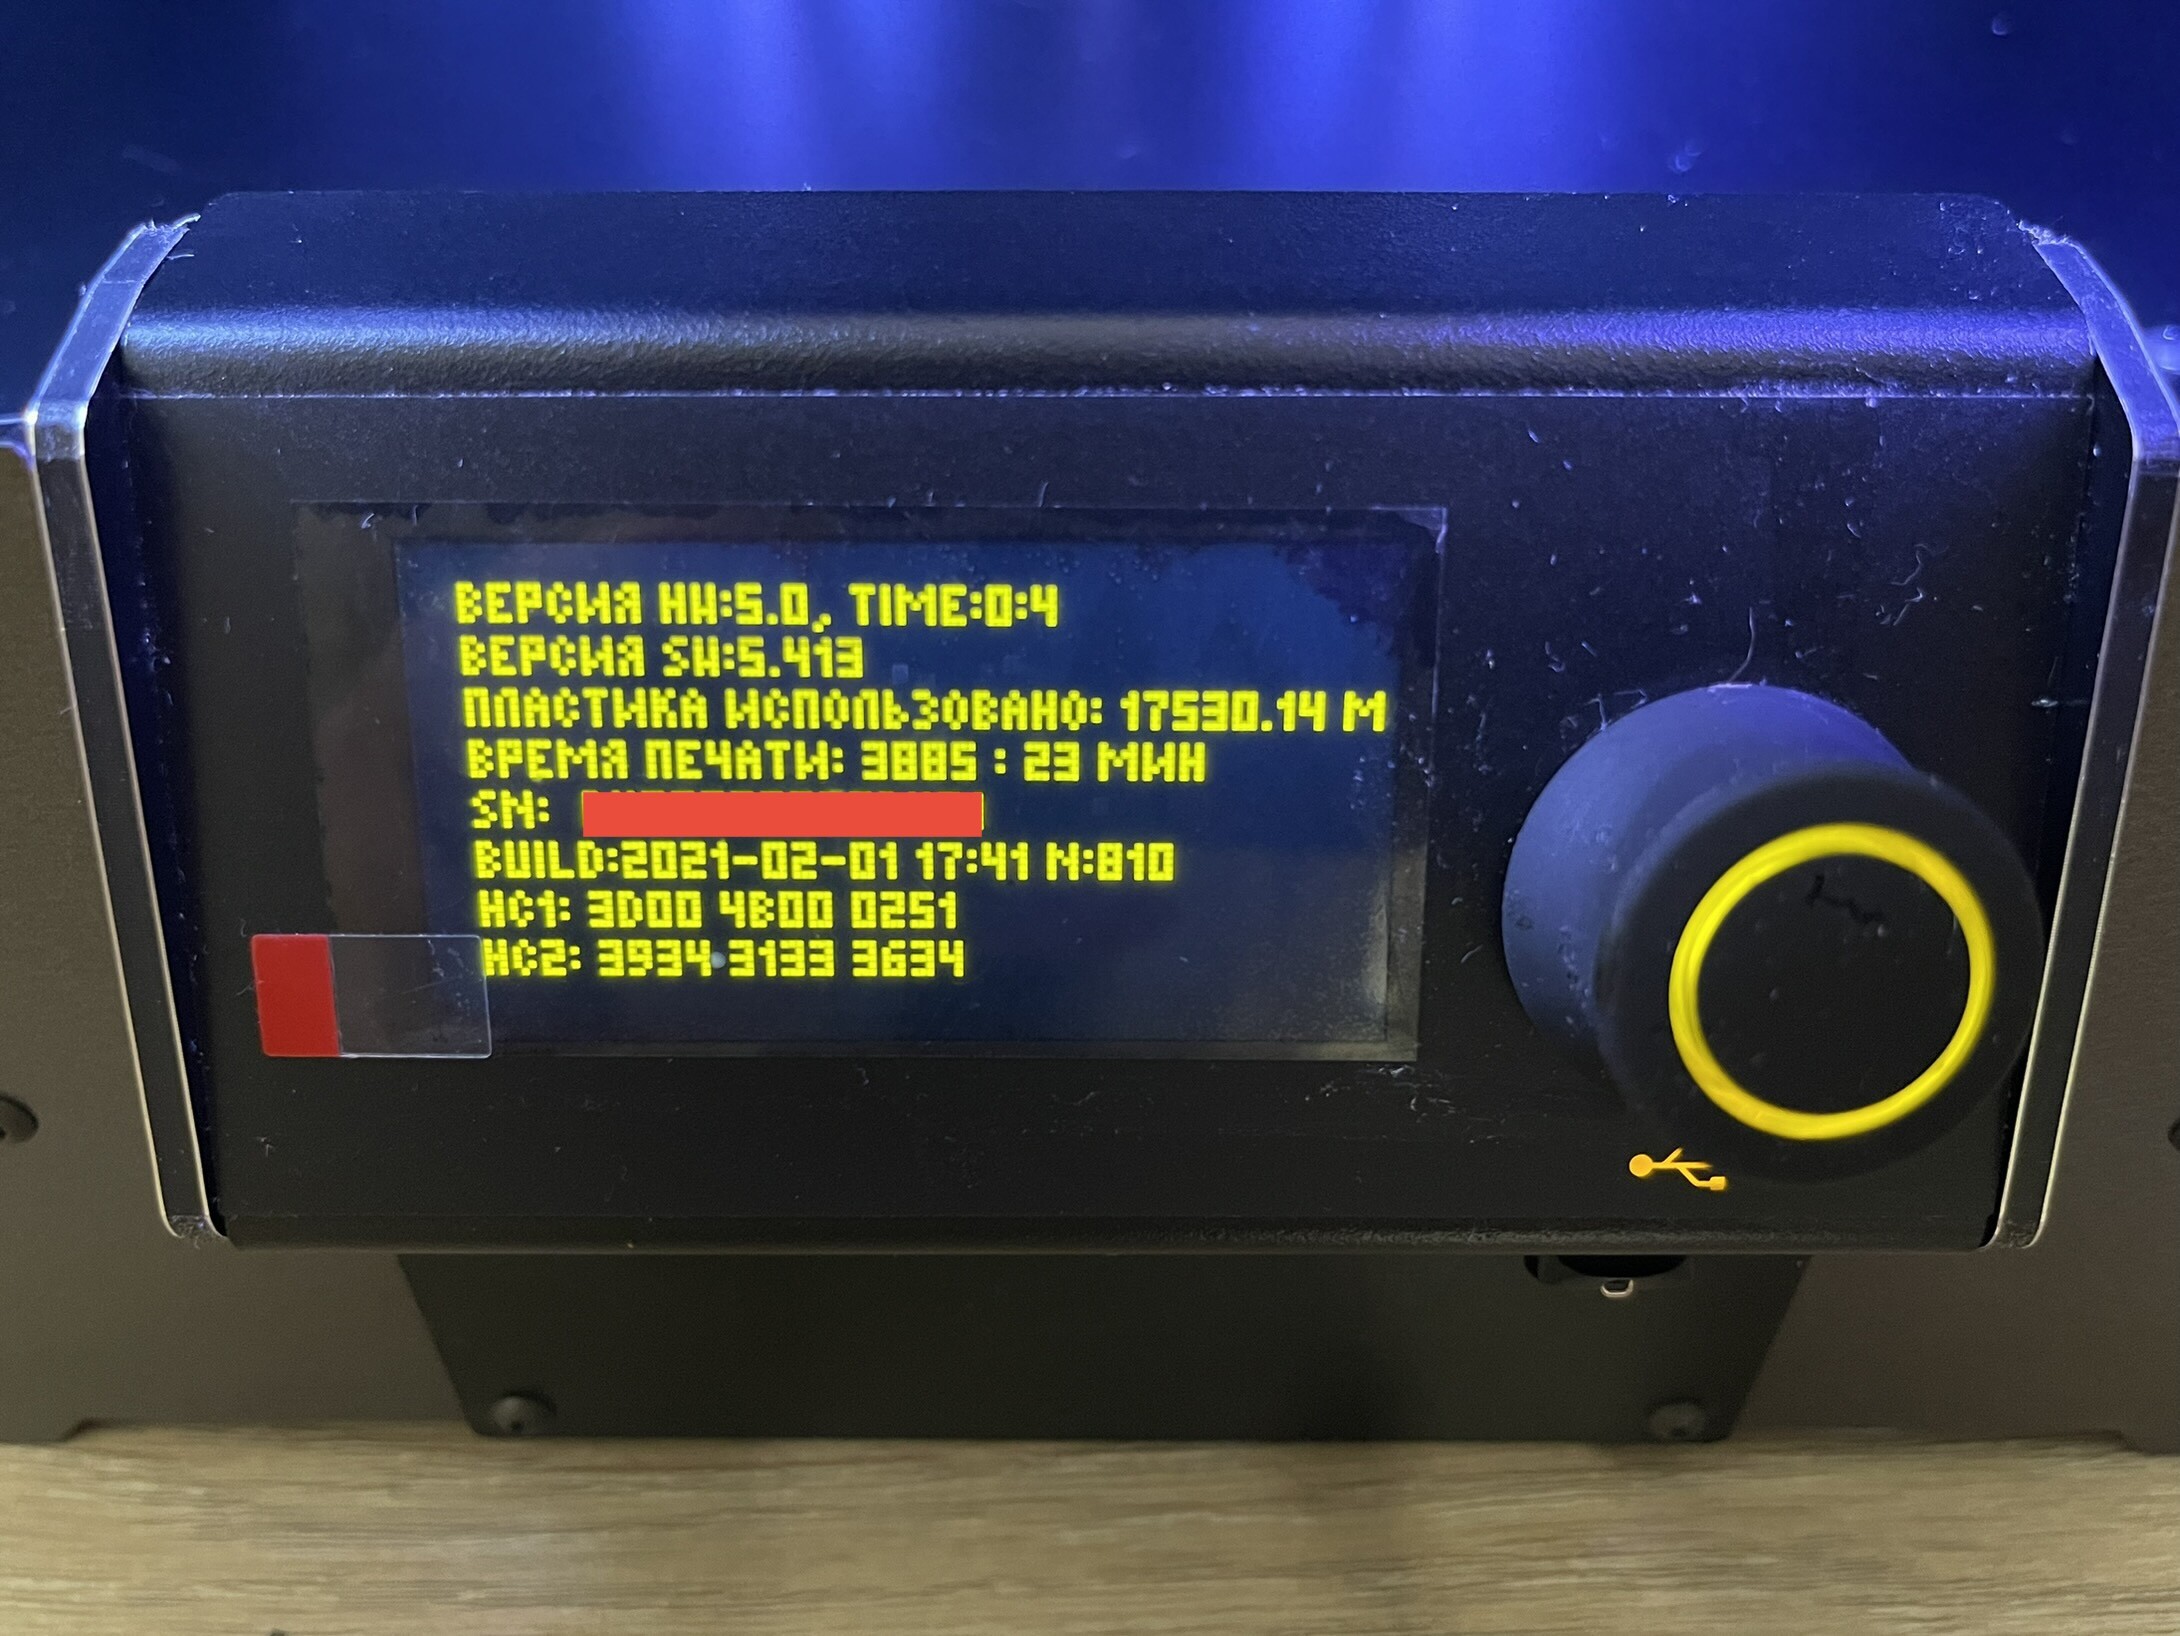 ВЕРСИЯ HW:5.0, TIME:0:4
ВЕРСИЯ SW:5.413
ПЛАСТИКА ИСПОЛЬЗОВАНО: 17530.14 М
ВРЕМЯ ПЕЧАТИ: 3885 : 23 МИН
SN:
BUILD:2021-02-01 17:41 N:810
HC1: 3D00 4B00 0251
HC2: 3934 3133 3634